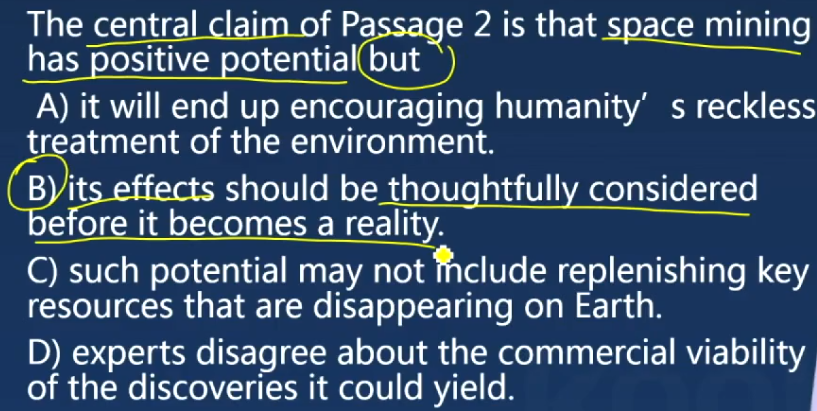 The central claim of Passage 2 is that space mining
has positive potential but
A) it will end up encouraging humanity' s reckless
treatment of the environment.
B) its effects should be thoughtfully considered
before it becomes a reality.
C) such potential may not include replenishing key
resources that are disappearing on Earth.
D) experts disagree about the commercial viability
of the discoveries it could yield.